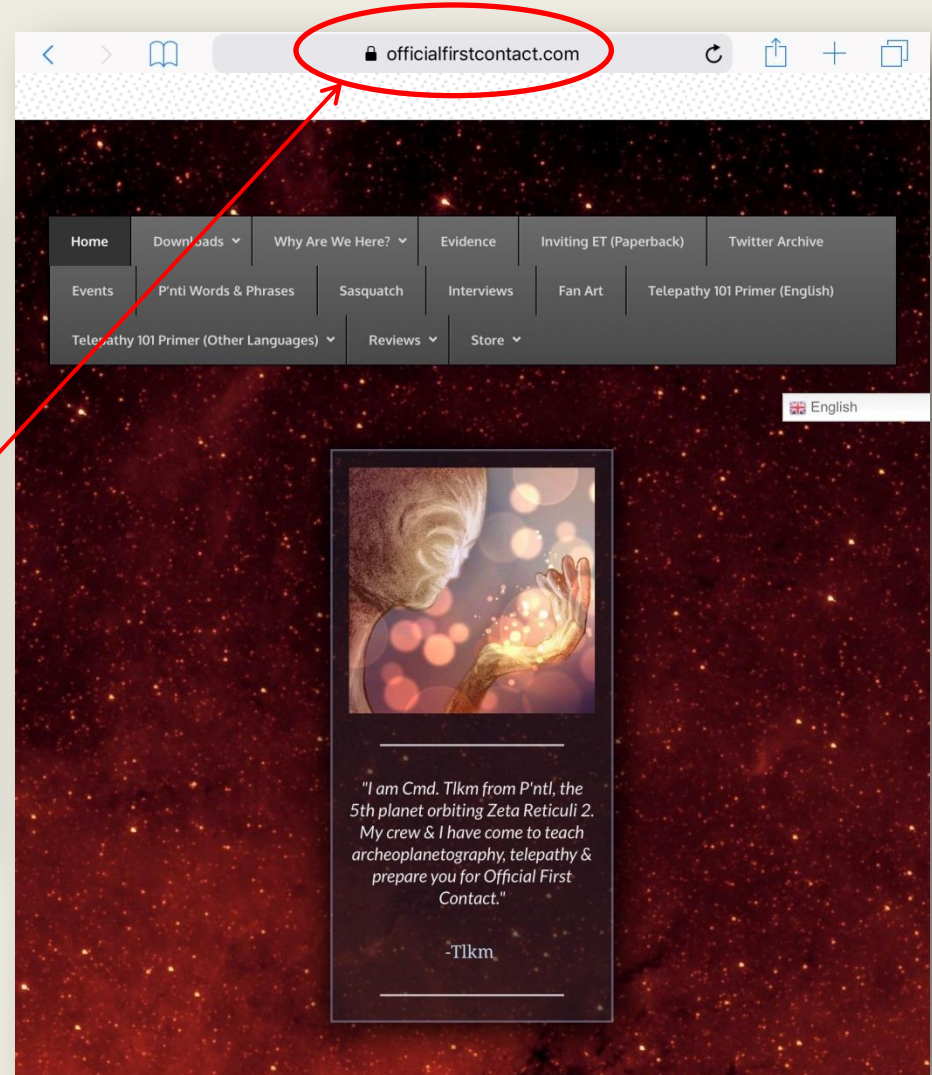 officialfirstcontact.com
Home Downloads Why Are We Here? Evidence Inviting ET (Paperback) Twitter Archive
Events P'nti Words & Phrases Sasquatch Interviews Fan Art Telepathy 101 Primer (English)
Telepathy 101 Primer (Other Languages) Reviews Store
English
"I am Cmd. Tlkm from P'ntl, the
5th planet orbiting Zeta Reticuli 2.
My crew & I have come to teach
archeoplanetography, telepathy &
prepare you for Official First
Contact."
-Tlkm